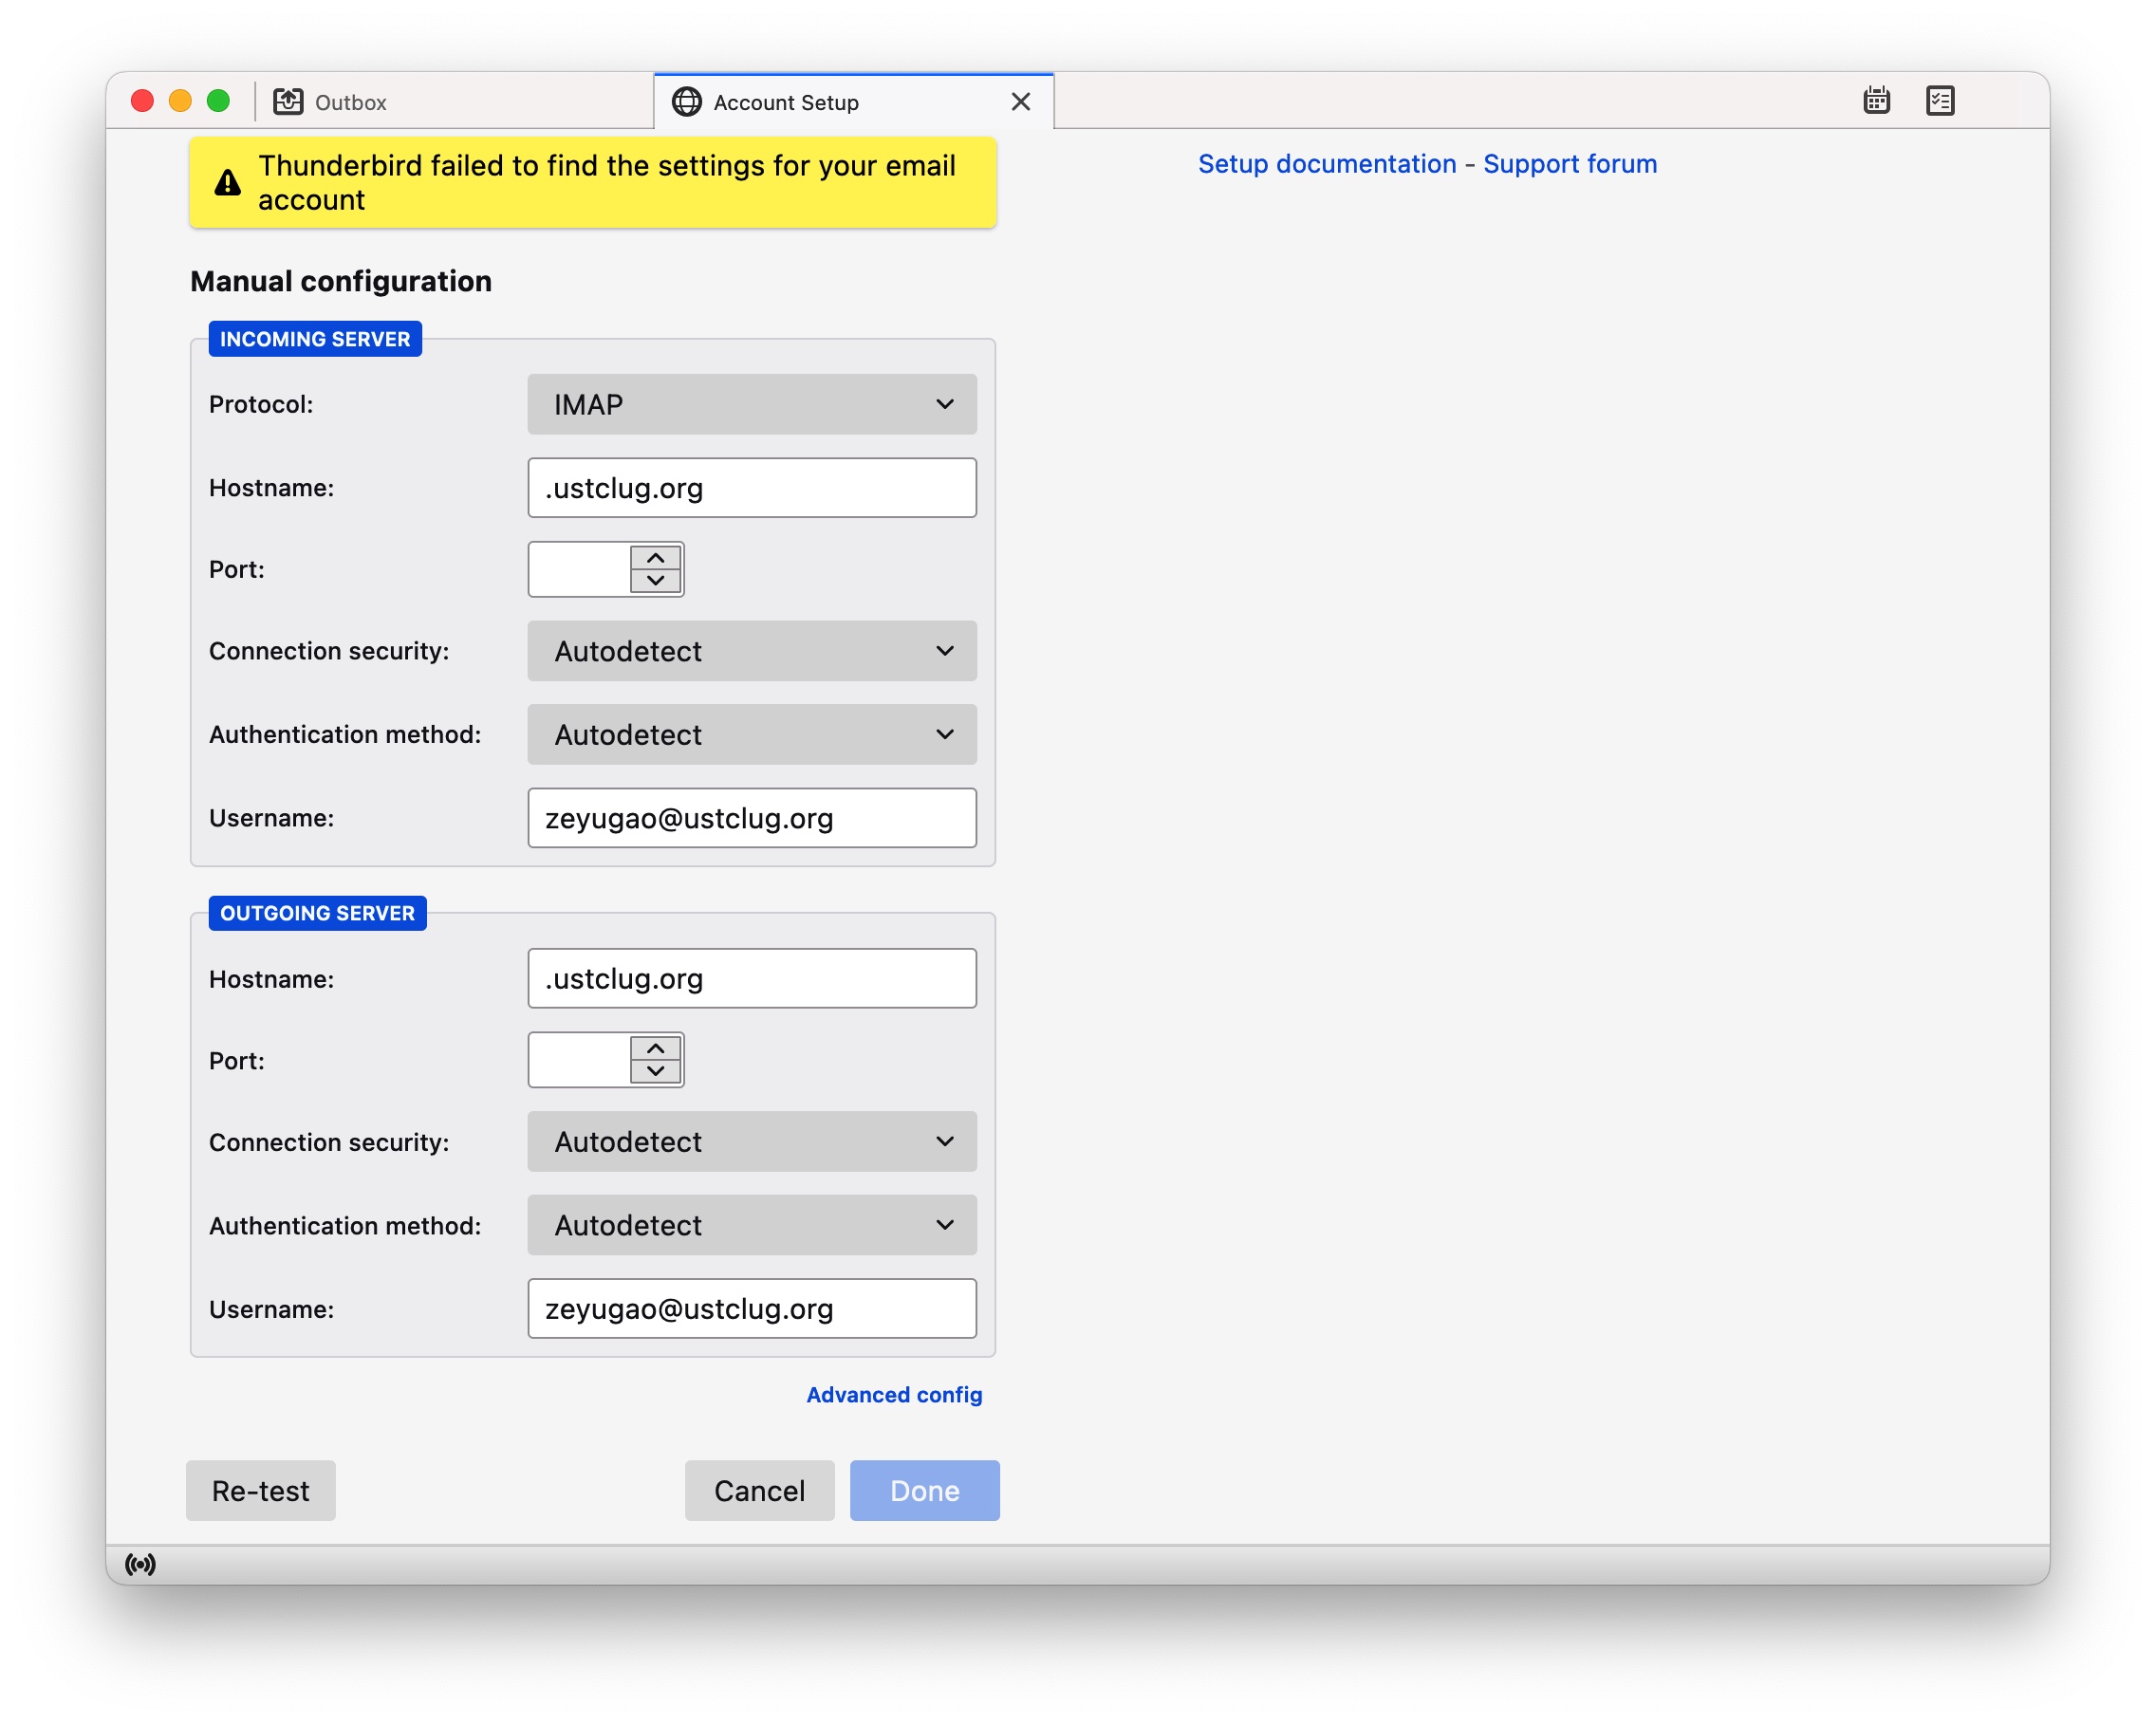 Outbox
Account Setup
Thunderbird failed to find the settings for your email
account
Setup documentation - Support forum
Manual configuration
INCOMING SERVER
Protocol:
IMAP
Hostname:
.ustclug.org
Port:
Connection security:
Autodetect
Authentication method:
Autodetect
Username:
zeyugao@ustclug.org
OUTGOING SERVER
Hostname:
.ustclug.org
Port:
Connection security:
Autodetect
Authentication method:
Autodetect
Username:
zeyugao@ustclug.org
Advanced config
Re-test
Cancel
Done